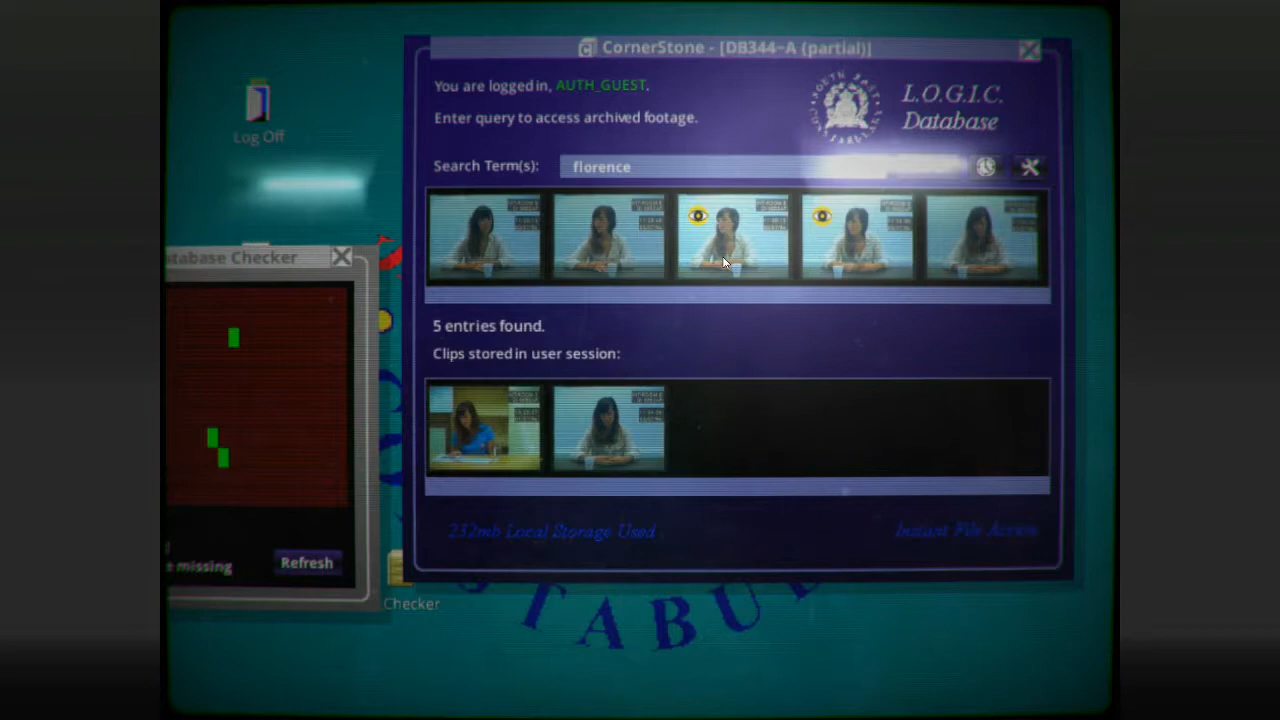 CornerStone - [DB344-A (partial)]
You are logged in, AUTH_GUEST.
Enter query to access archived footage.
L.O.G.I.C.
Database
Log Off
Search Term(s):
florence
Database Checker
5 entries found.
Clips stored in user session:
232mb Local Storage Used
Instant File Access
missing
Refresh
Checker
TABUL